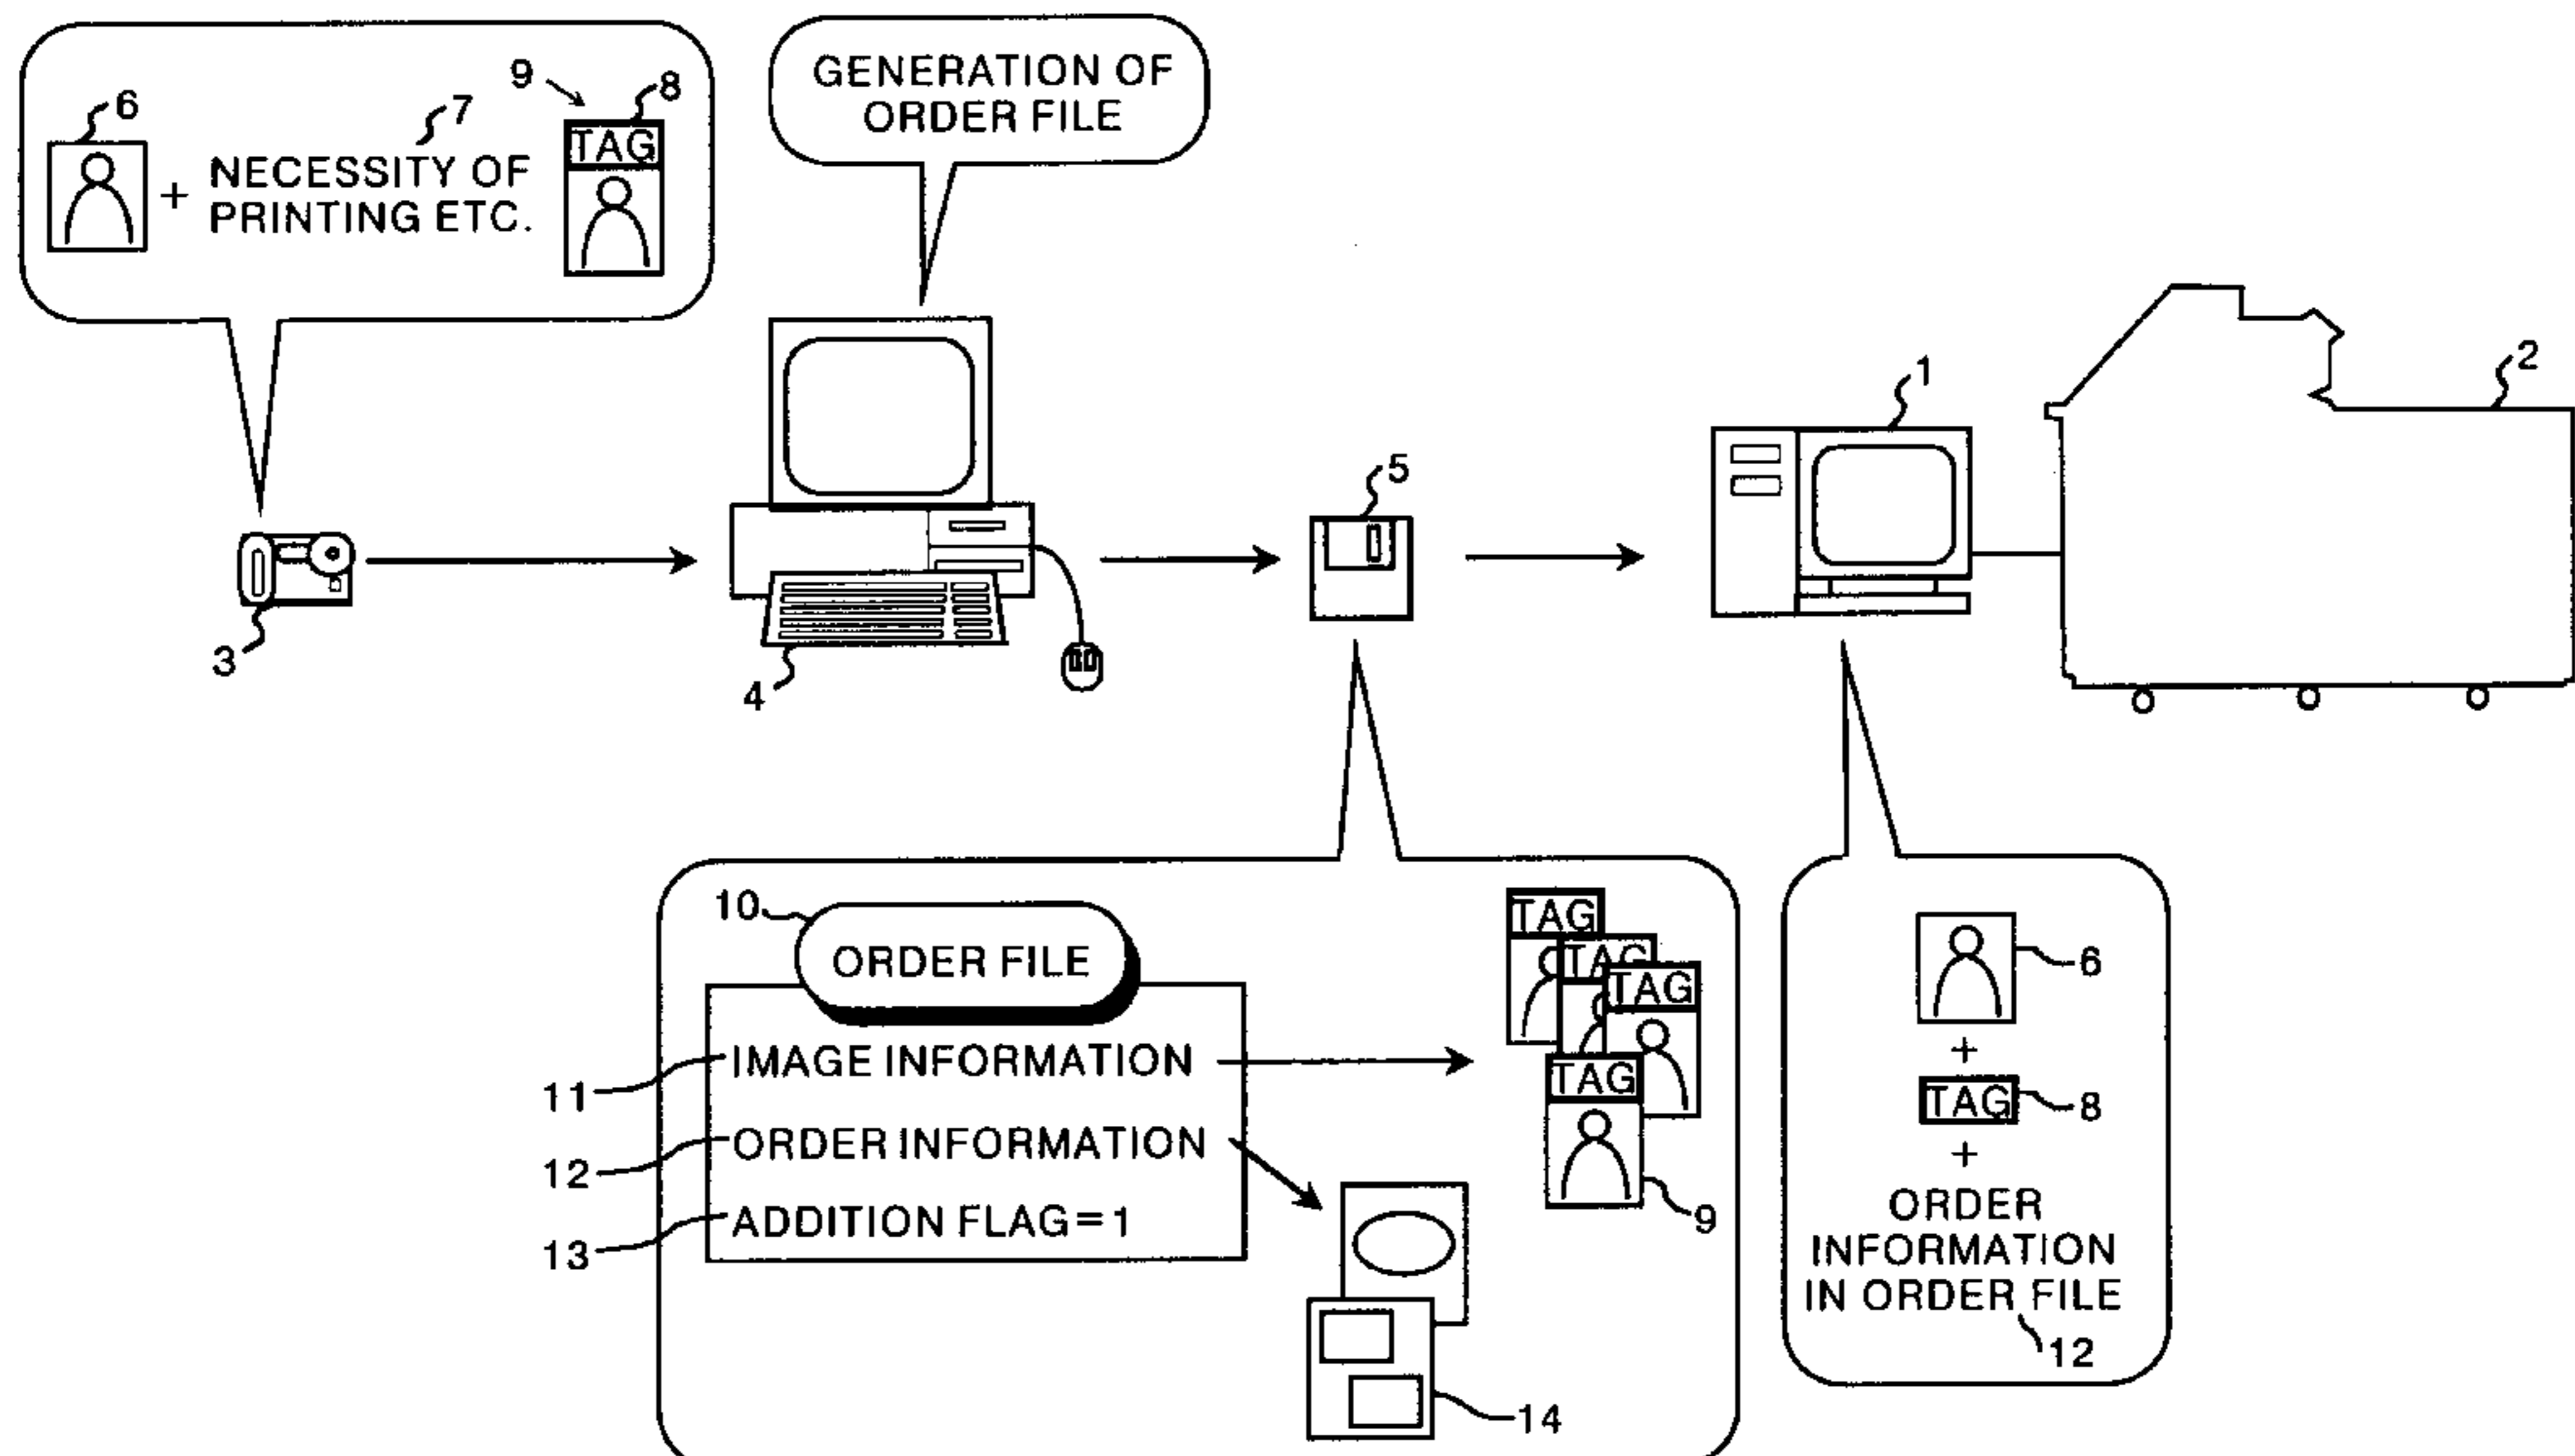 9
8
6
7
TAG
+ NECESSITY OF
PRINTING ETC.
GENERATION OF
ORDER FILE
3
4
5
1
2
10
ORDER FILE
11
IMAGE INFORMATION
12
ORDER INFORMATION
13
ADDITION FLAG=1
TAG
TAG
TAG
TAG
9
14
6
+
TAG
8
+
ORDER
INFORMATION
IN ORDER FILE
12